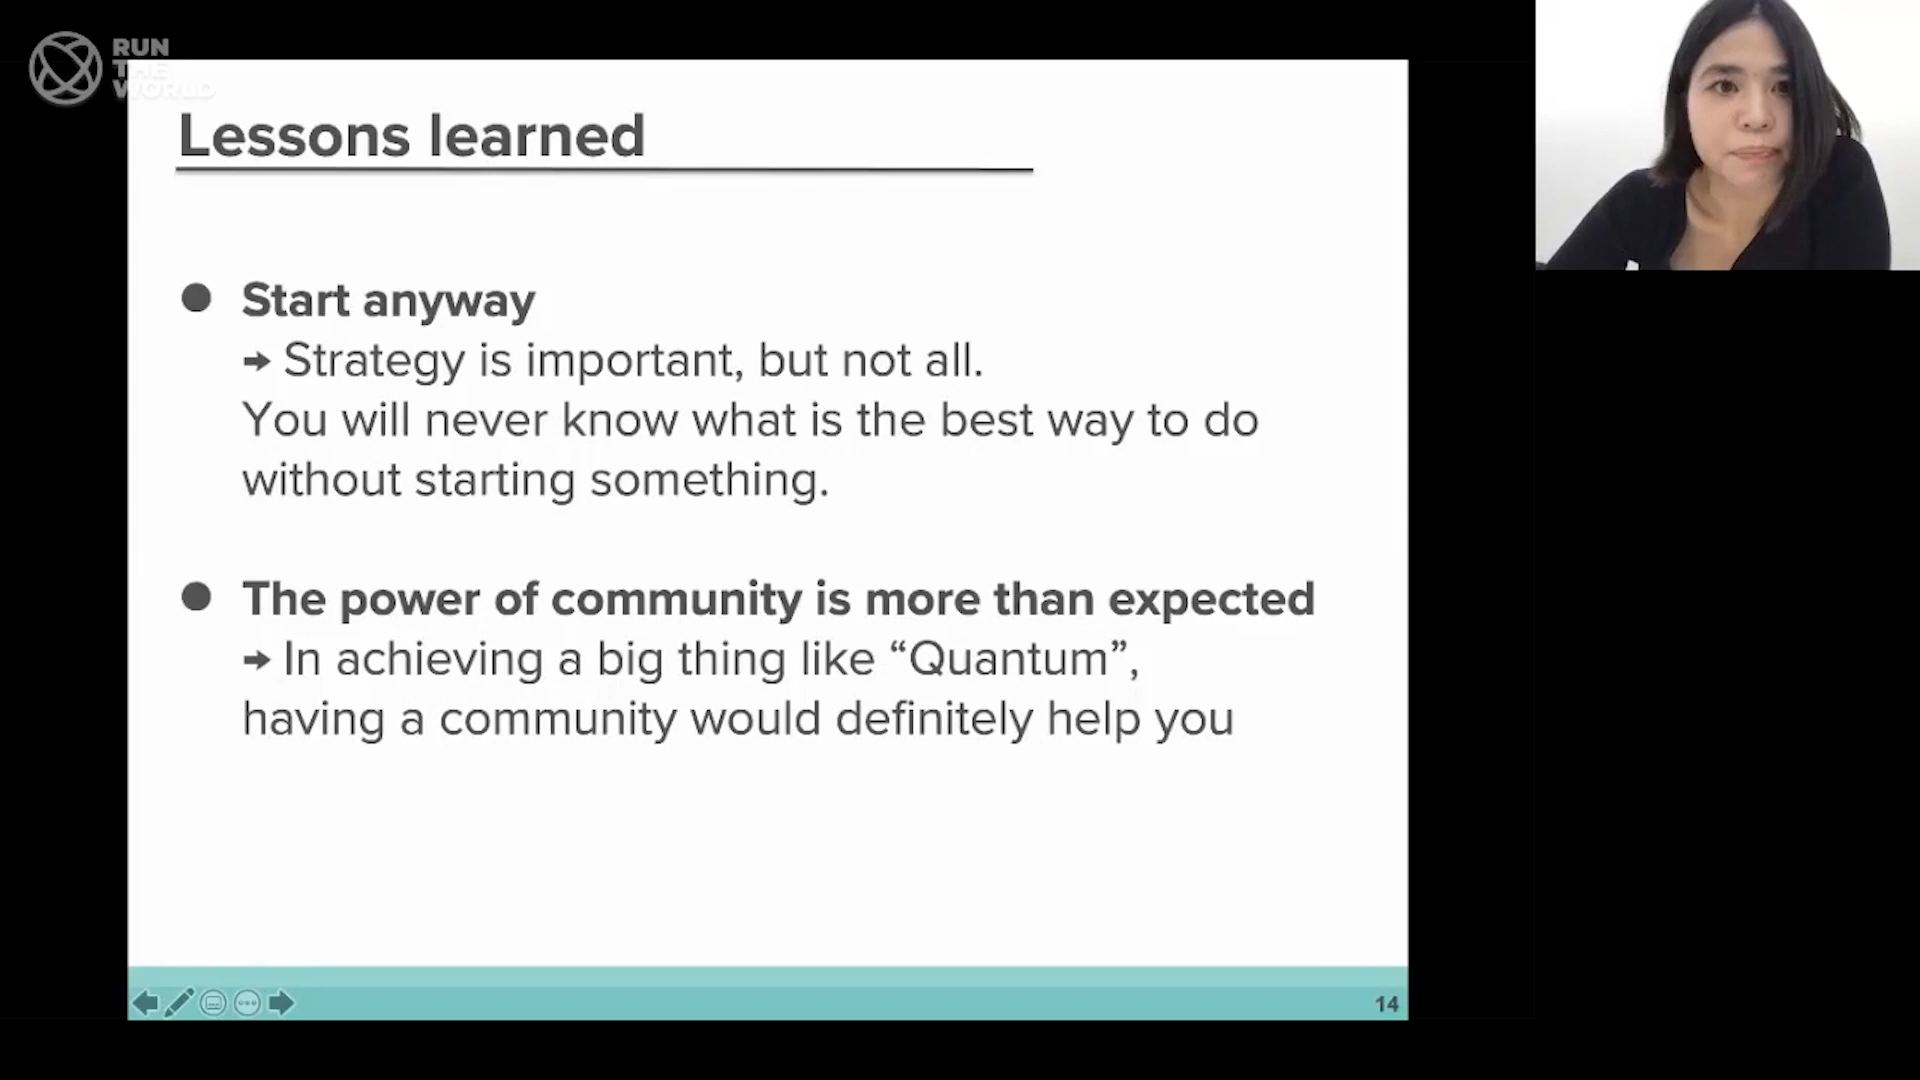 RUN
THE
WORLD
Lessons learned
● Start anyway
➞ Strategy is important, but not all.
You will never know what is the best way to do
without starting something.
● The power of community is more than expected
➞ In achieving a big thing like “Quantum”,
having a community would definitely help you
14